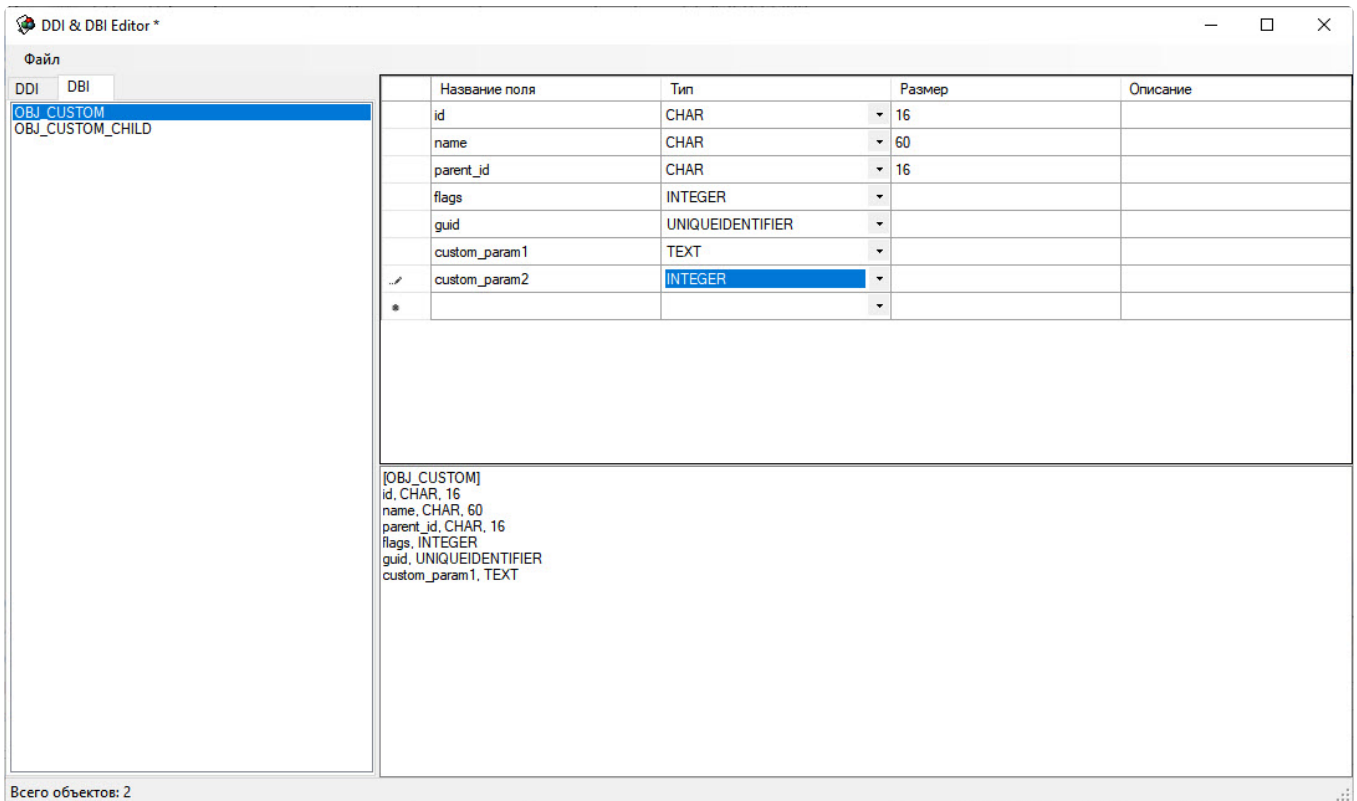 DDI & DBI Editor *
Файл
DDI DBI
OBJ_CUSTOM
OBJ_CUSTOM_CHILD
Название поля Тип Размер Описание
id CHAR 16
name CHAR 60
parent_id CHAR 16
flags INTEGER
guid UNIQUEIDENTIFIER
custom_param1 TEXT
custom_param2 INTEGER
[OBJ_CUSTOM]
id, CHAR, 16
name, CHAR, 60
parent_id, CHAR, 16
flags, INTEGER
guid, UNIQUEIDENTIFIER
custom_param1, TEXT
Всего объектов: 2